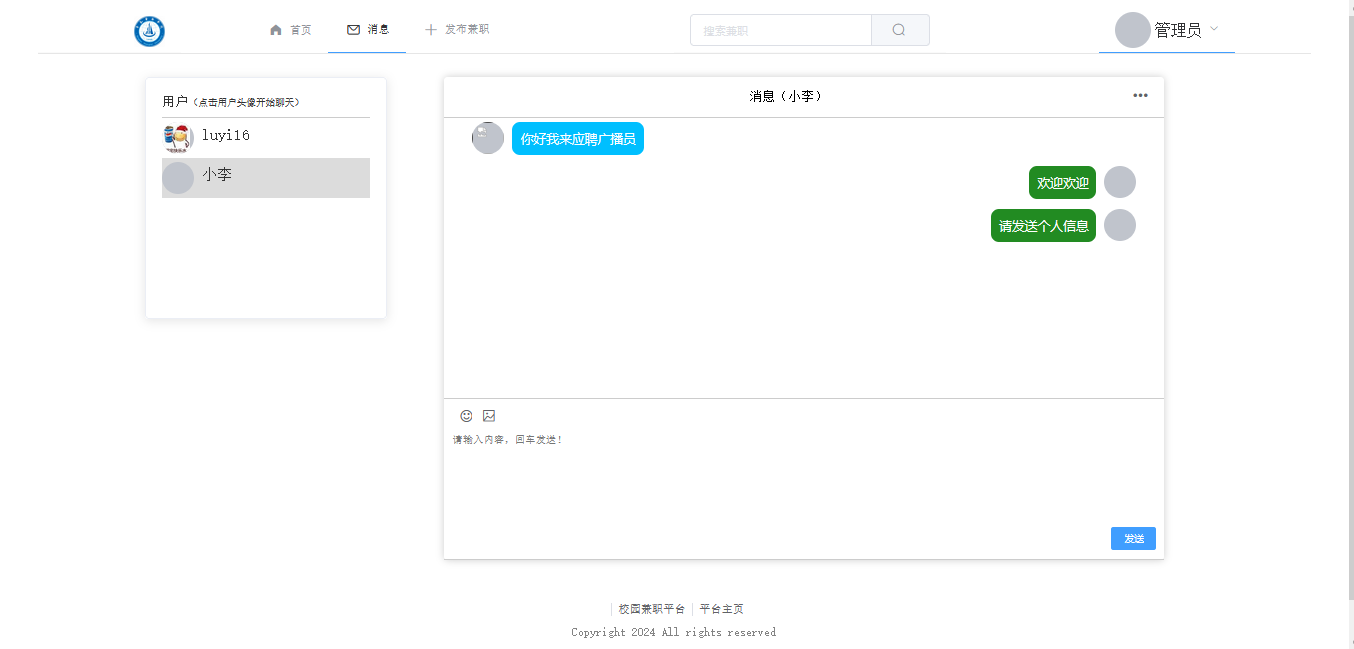 首页 消息 发布兼职 搜索兼职 管理员
用户（点击用户头像开始聊天）
luyi16
小李
消息（小李）
你好我来应聘广播员
欢迎欢迎
请发送个人信息
请输入内容，回车发送！
发送
校园兼职平台 平台主页
Copyright 2024 All rights reserved